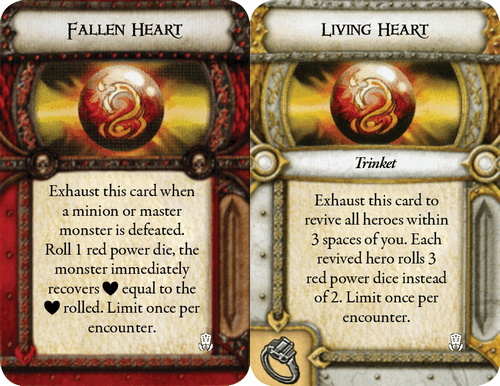 Fallen Heart
Exhaust this card when
a minion or master
monster is defeated.
Roll 1 red power die, the
monster immediately
recovers ♥ equal to the
♥ rolled. Limit once per
encounter.
Living Heart
Trinket
Exhaust this card to
revive all heroes within
3 spaces of you. Each
revived hero rolls 3
red power dice instead
of 2. Limit once per
encounter.